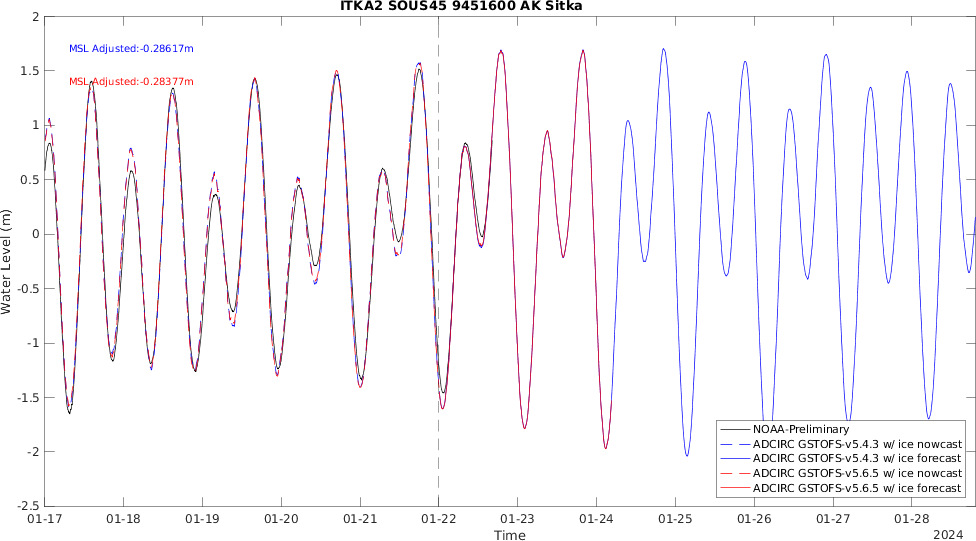 ITKA2 SOUS45 9451600 AK Sitka
MSL Adjusted:-0.28617m
MSL Adjusted:-0.28377m
2
1.5
1
0.5
0
-0.5
-1
-1.5
-2
-2.5
Water Level (m)
NOAA-Preliminary
ADCIRC GSTOFS-v5.4.3 w/ ice nowcast
ADCIRC GSTOFS-v5.4.3 w/ ice forecast
ADCIRC GSTOFS-v5.6.5 w/ ice nowcast
ADCIRC GSTOFS-v5.6.5 w/ ice forecast
01-17 01-18 01-19 01-20 01-21 01-22 01-23 01-24 01-25 01-26 01-27 01-28
Time
2024